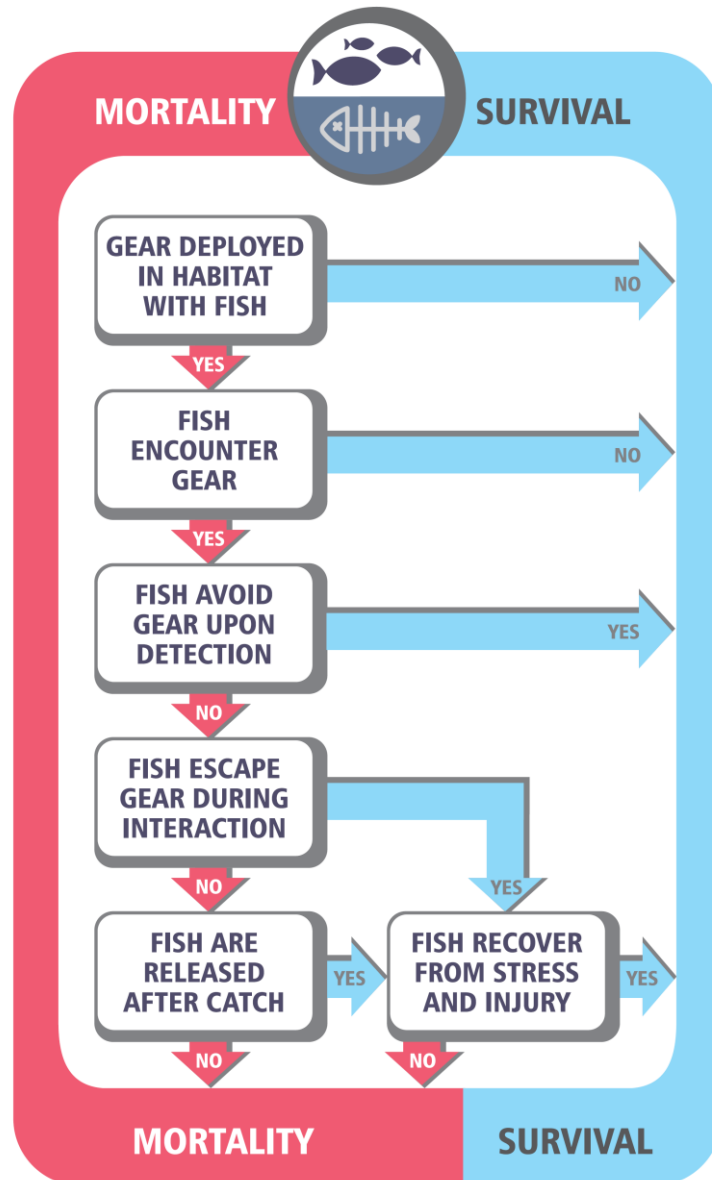 MORTALITY
SURVIVAL
GEAR DEPLOYED
IN HABITAT
WITH FISH
NO
YES
FISH
ENCOUNTER
GEAR
NO
YES
FISH AVOID
GEAR UPON
DETECTION
YES
NO
FISH ESCAPE
GEAR DURING
INTERACTION
YES
NO
FISH ARE
RELEASED
AFTER CATCH
YES
FISH RECOVER
FROM STRESS
AND INJURY
YES
NO
NO
MORTALITY
SURVIVAL